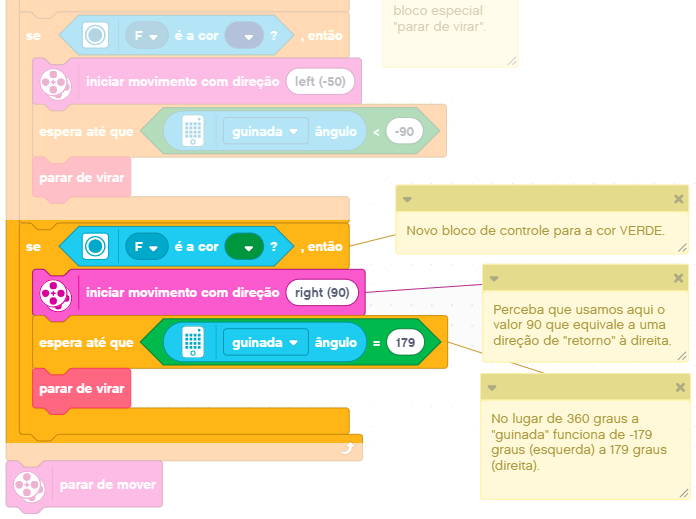 bloco especial
"parar de virar".
se F é a cor ? , então
iniciar movimento com direção left (-50)
espera até que guinada ângulo < -90
parar de virar
se F é a cor ? , então
Novo bloco de controle para a cor VERDE.
iniciar movimento com direção right (90)
Perceba que usamos aqui o
valor 90 que equivale a uma
direção de "retorno" à direita.
espera até que guinada ângulo = 179
parar de virar
No lugar de 360 graus a
"guinada" funciona de -179
graus (esquerda) a 179 graus
(direita).
parar de mover